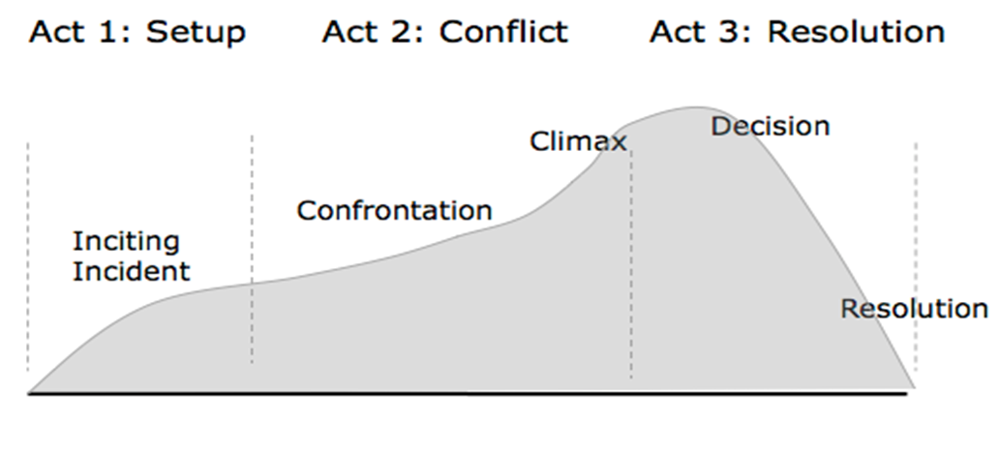 Act 1: Setup
Act 2: Conflict
Act 3: Resolution
Inciting
Incident
Confrontation
Climax
Decision
Resolution